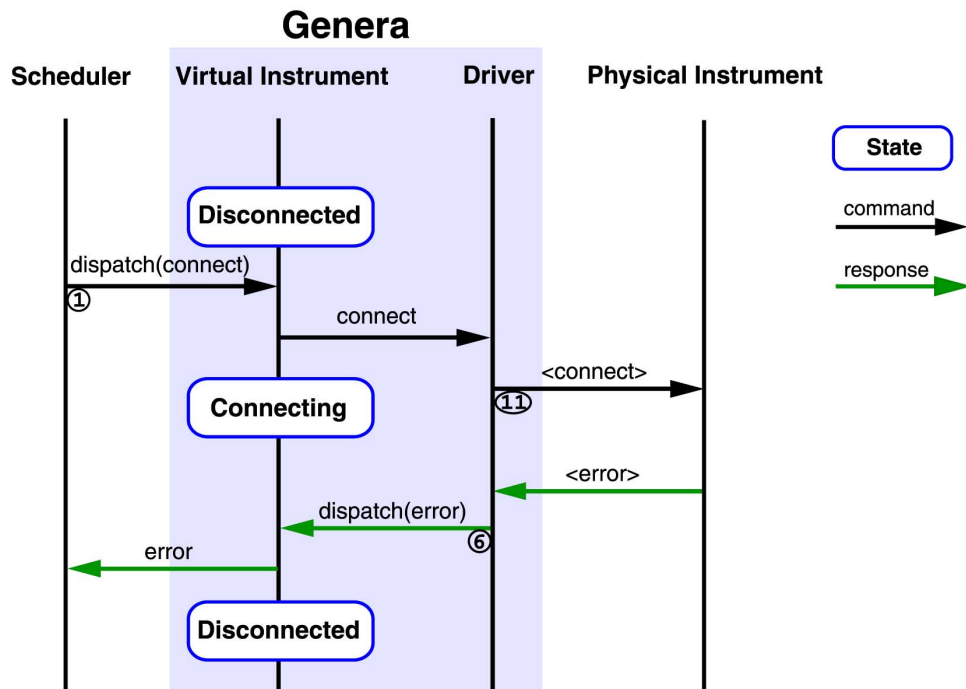 Genera
Scheduler Virtual Instrument Driver Physical Instrument
State
Disconnected
command
dispatch(connect)
①
response
connect
<connect>
⑪
Connecting
<error>
dispatch(error)
⑥
error
Disconnected